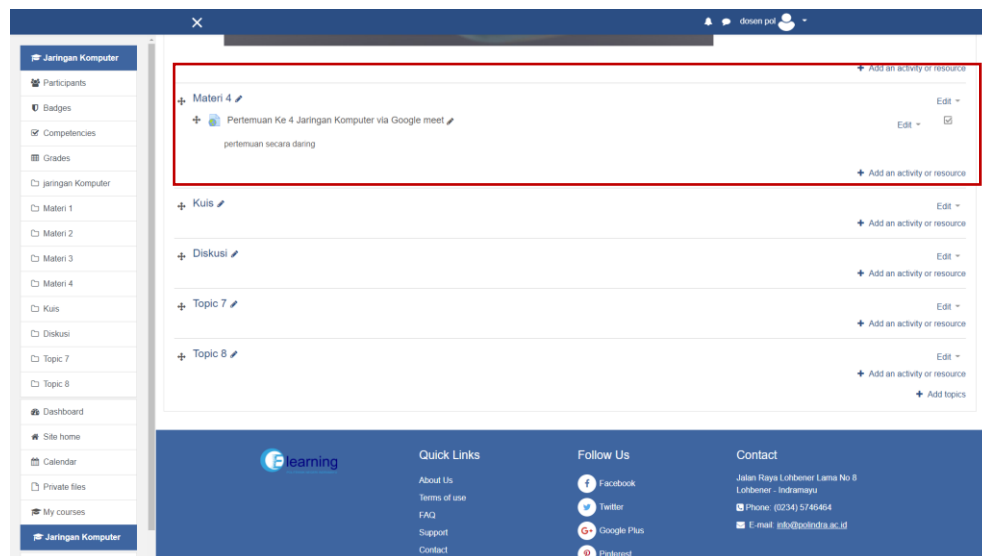 dosen pol
Jaringan Komputer
Participants
Badges
Competencies
Grades
jaringan Komputer
Materi 1
Materi 2
Materi 3
Materi 4
Kuis
Diskusi
Topic 7
Topic 8
Dashboard
Site home
Calendar
Private files
My courses
Jaringan Komputer
Add an activity or resource
Materi 4
Edit
Pertemuan Ke 4 Jaringan Komputer via Google meet
Edit
pertemuan secara daring
Add an activity or resource
Kuis
Edit
Add an activity or resource
Diskusi
Edit
Add an activity or resource
Topic 7
Edit
Add an activity or resource
Topic 8
Edit
Add an activity or resource
Add topics
Elearning
Quick Links
About Us
Terms of use
FAQ
Support
Contact
Follow Us
Facebook
Twitter
Google Plus
Pinterest
Contact
Jalan Raya Lohbener Lama No 8
Lohbener - Indramayu
Phone: (0234) 5746464
E-mail: info@polindra.ac.id